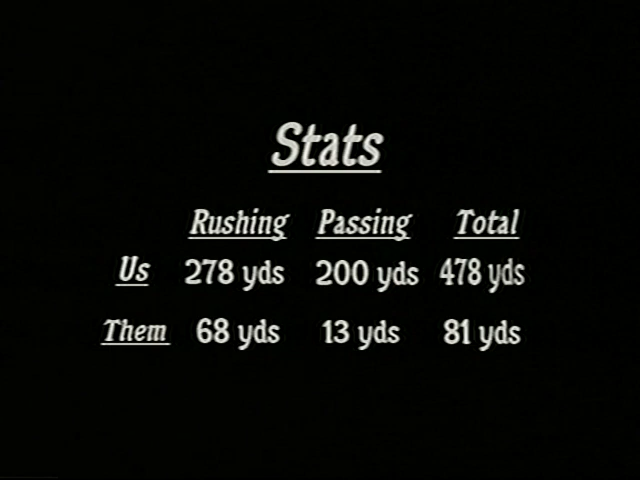 Stats
Rushing Passing Total
Us 278 yds 200 yds 478 yds
Them 68 yds 13 yds 81 yds